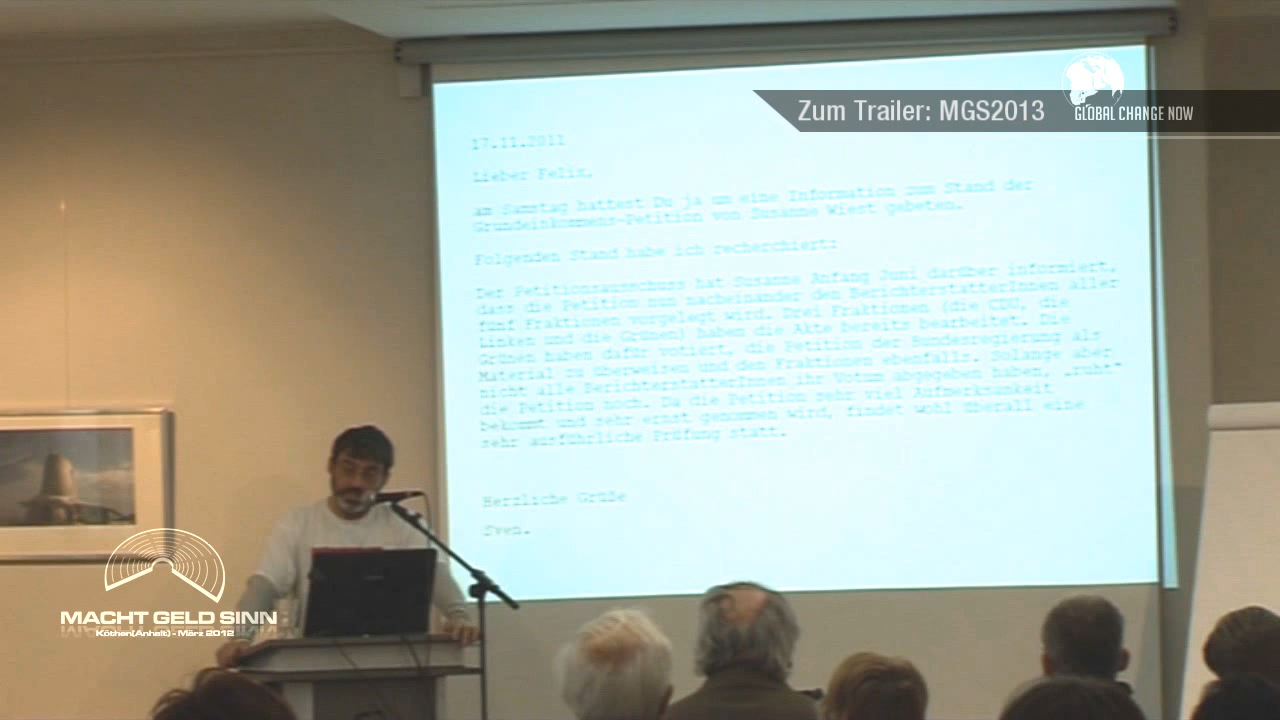 Zum Trailer: MGS2013
GLOBAL CHANGE NOW
17.11.2011
Lieber Felix,
am Samstag hattest Du ja um eine Information zum Stand der
Grundeinkommens-Petition von Susanne Wiest gebeten.
Folgenden Stand habe ich recherchiert:
Der Petitionsausschuss hat Susanne Anfang Juni darüber informiert,
dass die Petition nun nacheinander den BerichterstatterInnen aller
fünf Fraktionen vorgelegt wird. Drei Fraktionen (die CDU, die
Linken und die Grünen) haben die Akte bereits bearbeitet. Die
Grünen haben dafür votiert, die Petition der Bundesregierung als
Material zu überweisen und den Fraktionen ebenfalls. Solange aber
nicht alle BerichterstatterInnen ihr Votum abgegeben haben, „ruht"
die Petition noch. Da die Petition sehr viel Aufmerksamkeit
bekommt und sehr ernst genommen wird, findet wohl überall eine
sehr ausführliche Prüfung statt.
Herzliche Grüße
Sven.
MACHT GELD SINN
Köthen(Anhalt) - März 2012